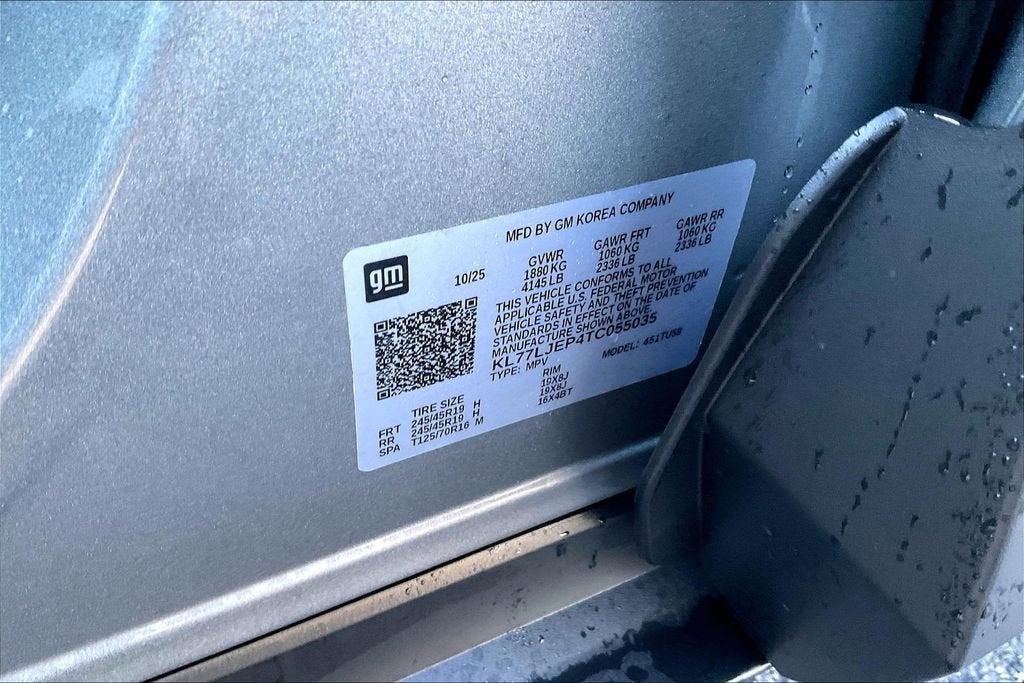 MFD BY GM KOREA COMPANY
gm
10/25
GVWR
1880 KG
4145 LB
GAWR FRT
1060 KG
2336 LB
GAWR RR
1060 KG
2336 LB
THIS VEHICLE CONFORMS TO ALL
APPLICABLE U.S. FEDERAL MOTOR
VEHICLE SAFETY AND THEFT PREVENTION
STANDARDS IN EFFECT ON THE DATE OF
MANUFACTURE SHOWN ABOVE.
KL77LJEP4TC055035
TYPE: MPV
MODEL: 451TU58
TIRE SIZE
RIM
FRT 245/45R19 H 19X8J
RR 245/45R19 H 19X8J
SPA T125/70R16 M 16X4BT